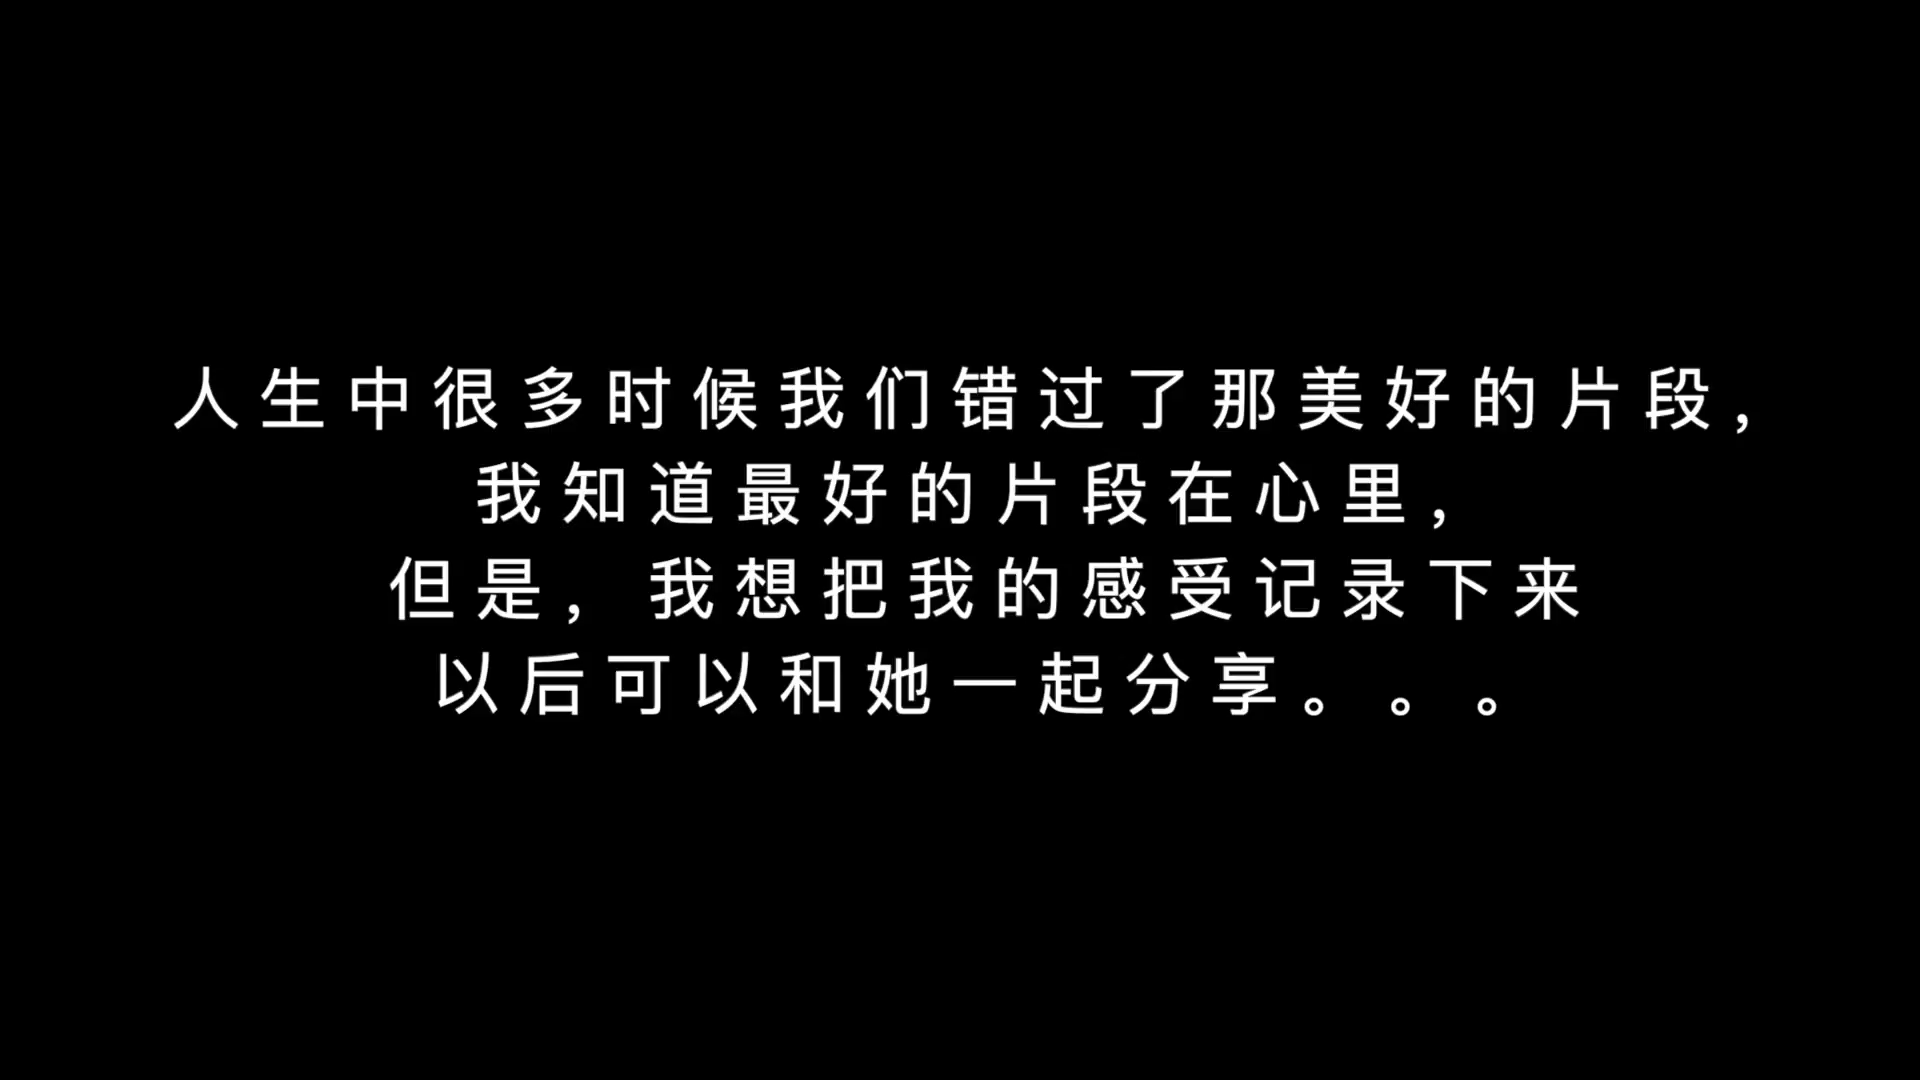 人生中很多时候我们错过了那美好的片段，
我知道最好的片段在心里，
但是，我想把我的感受记录下来
以后可以和她一起分享。。。